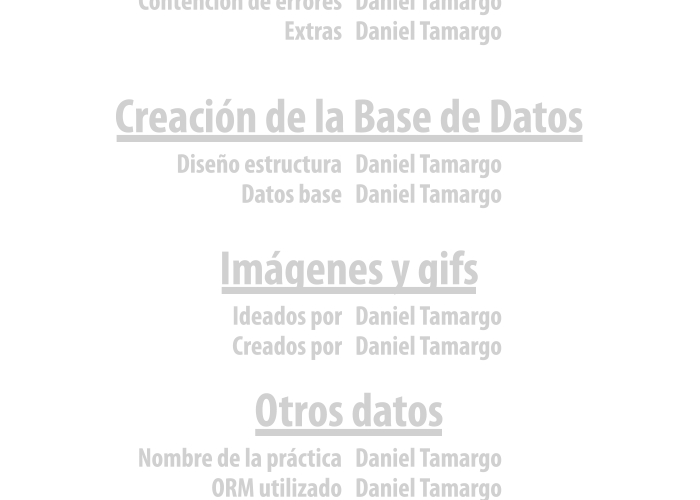 Contención de errores Daniel Tamargo
Extras Daniel Tamargo
Creación de la Base de Datos
Diseño estructura Daniel Tamargo
Datos base Daniel Tamargo
Imágenes y gifs
Ideados por Daniel Tamargo
Creados por Daniel Tamargo
Otros datos
Nombre de la práctica Daniel Tamargo
ORM utilizado Daniel Tamargo